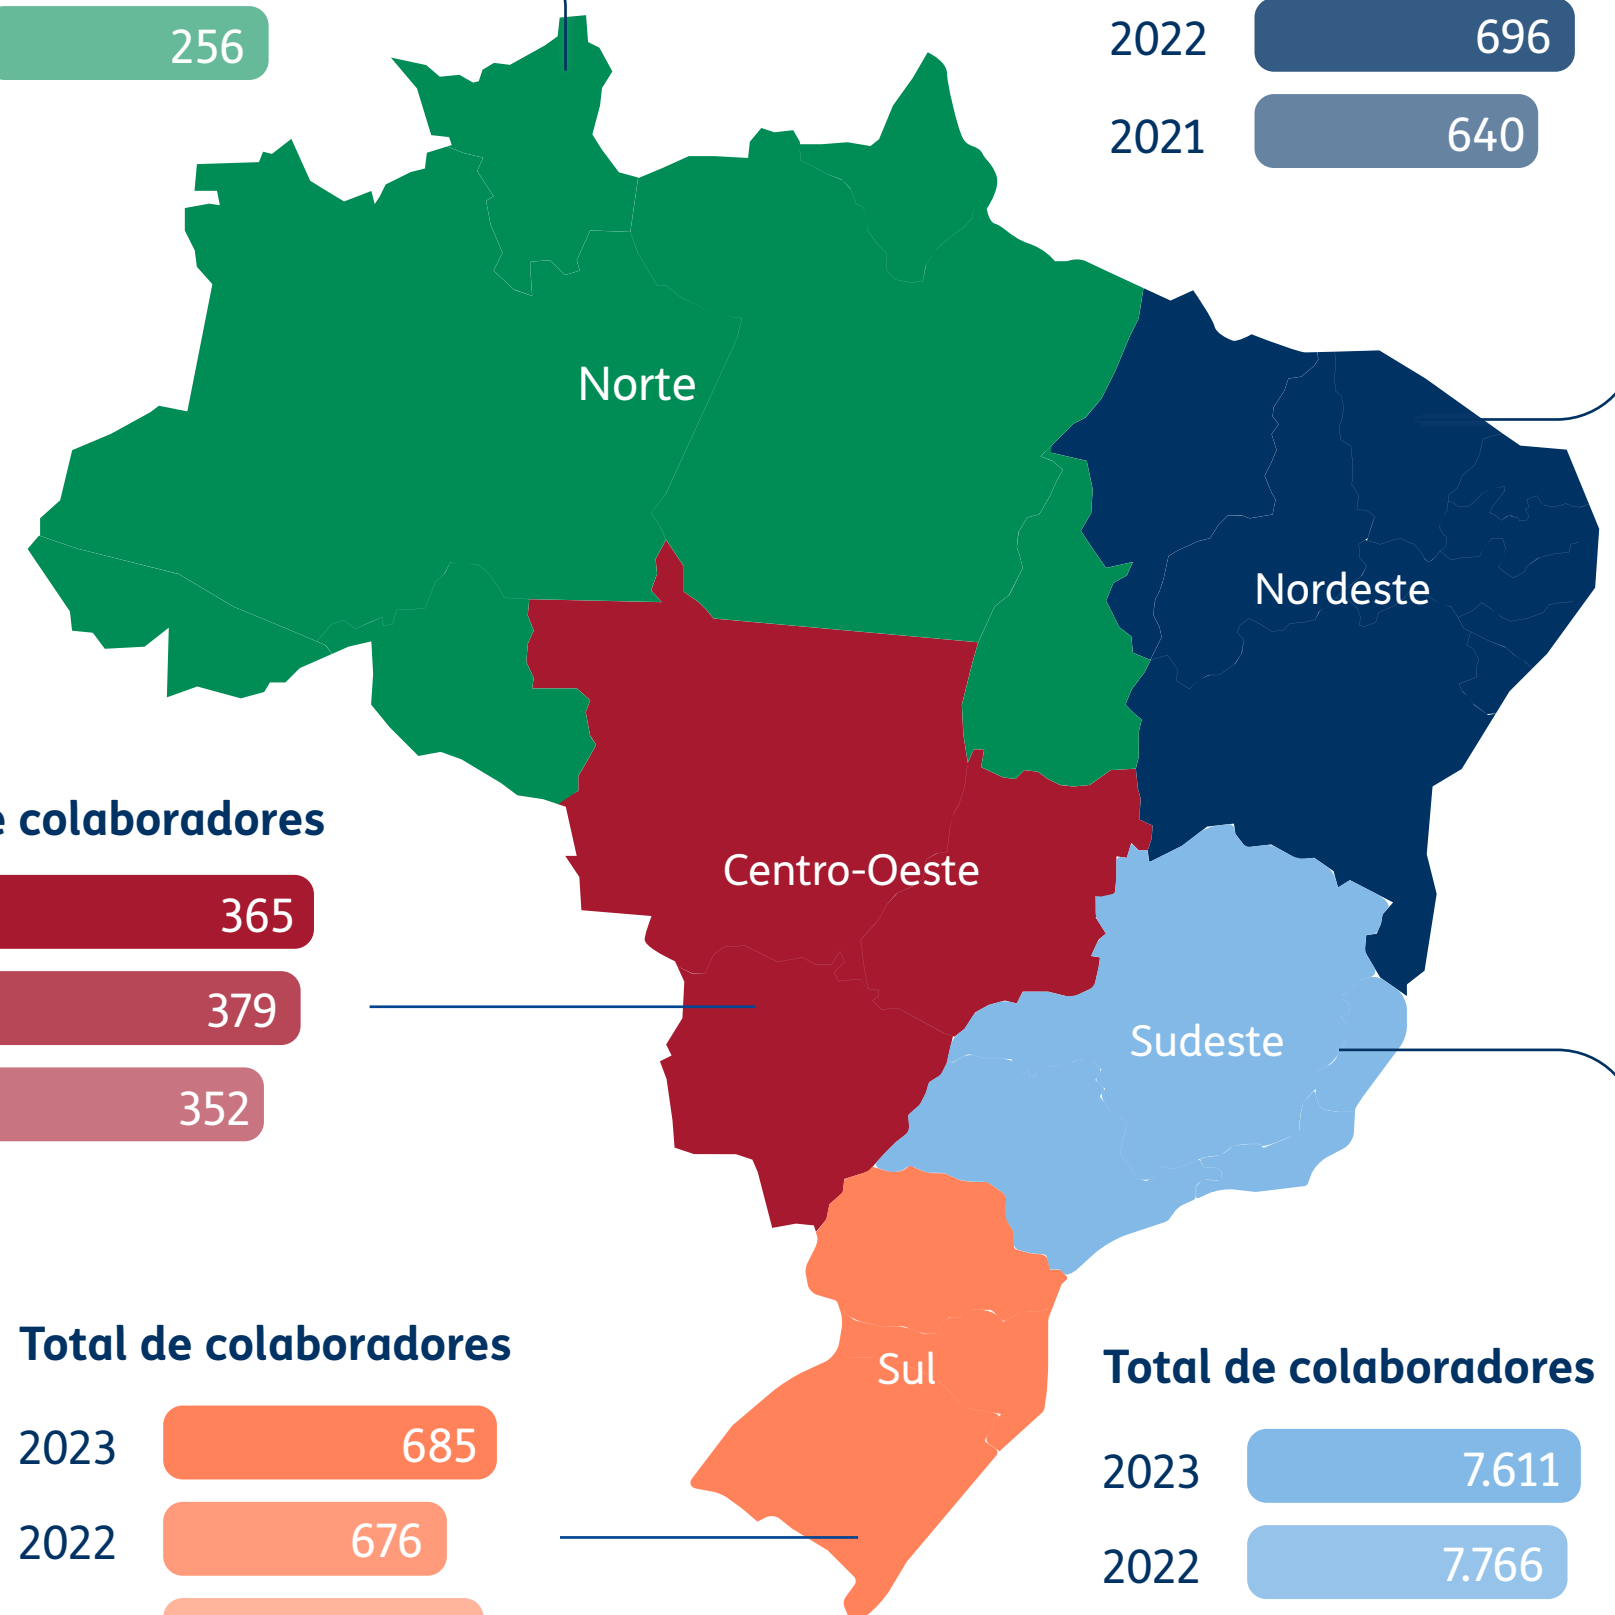 256
2022 696
2021 640
Norte
Nordeste
e colaboradores
365
379
352
Centro-Oeste
Sudeste
Sul
Total de colaboradores
2023 685
2022 676
Total de colaboradores
2023 7.611
2022 7.766